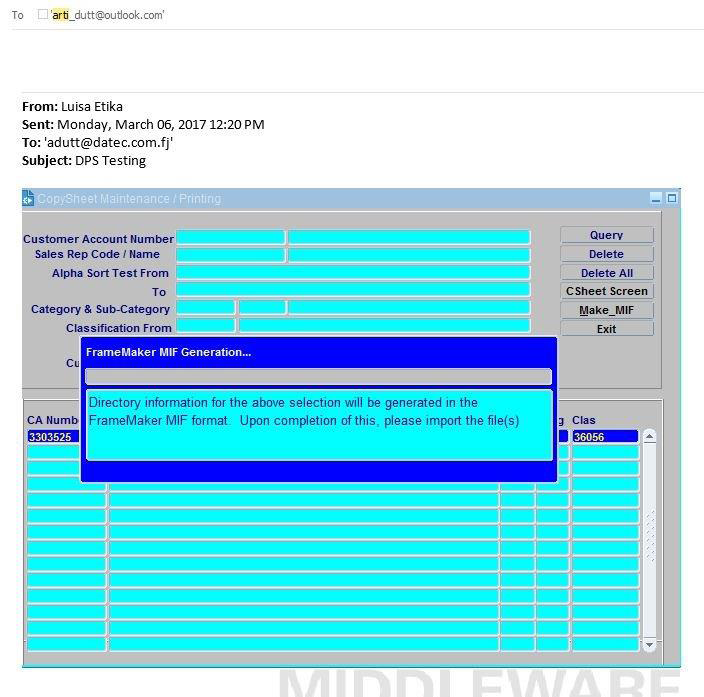 To 'arti_dutt@outlook.com'
From: Luisa Etika
Sent: Monday, March 06, 2017 12:20 PM
To: 'adutt@datec.com.fj'
Subject: DPS Testing
CopySheet Maintenance / Printing
Customer Account Number
Query
Sales Rep Code / Name
Delete
Alpha Sort Test From
Delete All
To
CSheet Screen
Category & Sub-Category
Make_MIF
Classification From
Exit
Cu
FrameMaker MIF Generation...
Directory information for the above selection will be generated in the
FrameMaker MIF format. Upon completion of this, please import the file(s)
CA Numb g Clas
3303525 36056
MIDDLEWARE